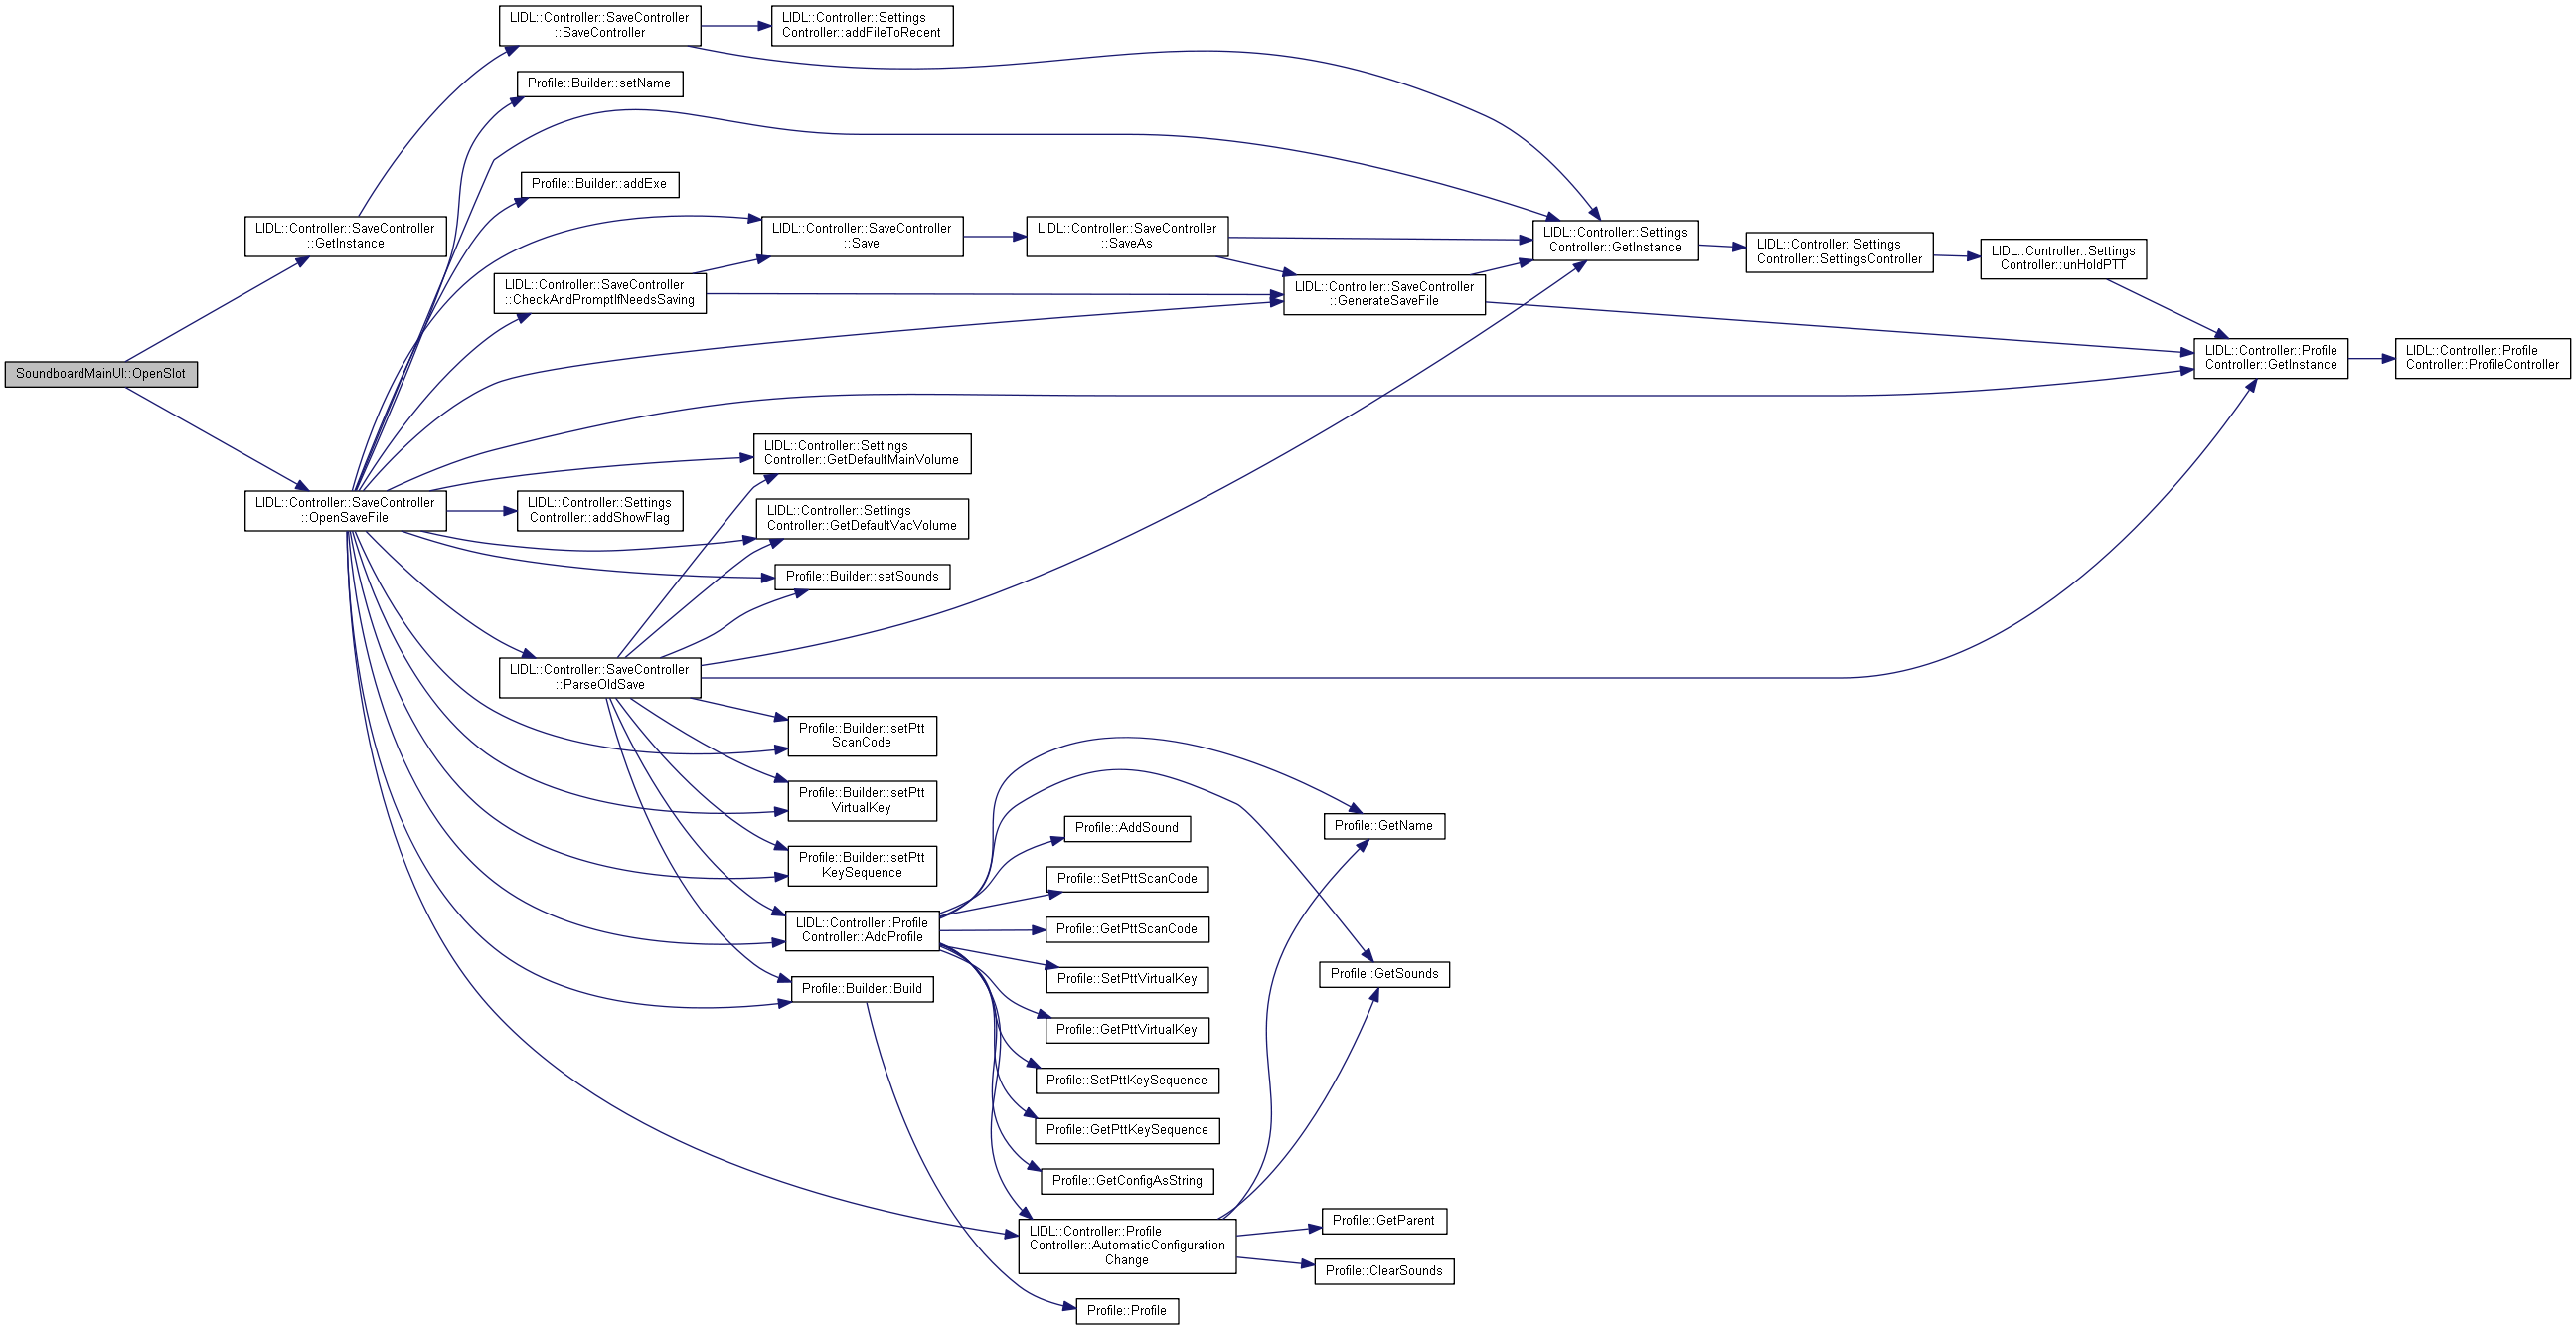 LIDL::Controller::SaveController
::SaveController
LIDL::Controller::Settings
Controller::addFileToRecent
Profile::Builder::setName
Profile::Builder::addExe
LIDL::Controller::SaveController
::GetInstance
LIDL::Controller::SaveController
::Save
LIDL::Controller::SaveController
::SaveAs
LIDL::Controller::Settings
Controller::GetInstance
LIDL::Controller::Settings
Controller::SettingsController
LIDL::Controller::Settings
Controller::unHoldPTT
LIDL::Controller::SaveController
::CheckAndPromptIfNeedsSaving
LIDL::Controller::SaveController
::GenerateSaveFile
SoundboardMainUI::OpenSlot
LIDL::Controller::Profile
Controller::GetInstance
LIDL::Controller::Profile
Controller::ProfileController
LIDL::Controller::Settings
Controller::GetDefaultMainVolume
LIDL::Controller::SaveController
::OpenSaveFile
LIDL::Controller::Settings
Controller::addShowFlag
LIDL::Controller::Settings
Controller::GetDefaultVacVolume
Profile::Builder::setSounds
LIDL::Controller::SaveController
::ParseOldSave
Profile::Builder::setPtt
ScanCode
Profile::Builder::setPtt
VirtualKey
Profile::Builder::setPtt
KeySequence
Profile::AddSound
Profile::GetName
Profile::SetPttScanCode
LIDL::Controller::Profile
Controller::AddProfile
Profile::GetPttScanCode
Profile::SetPttVirtualKey
Profile::GetSounds
Profile::Builder::Build
Profile::GetPttVirtualKey
Profile::SetPttKeySequence
Profile::GetPttKeySequence
Profile::GetConfigAsString
LIDL::Controller::Profile
Controller::AutomaticConfiguration
Change
Profile::GetParent
Profile::ClearSounds
Profile::Profile